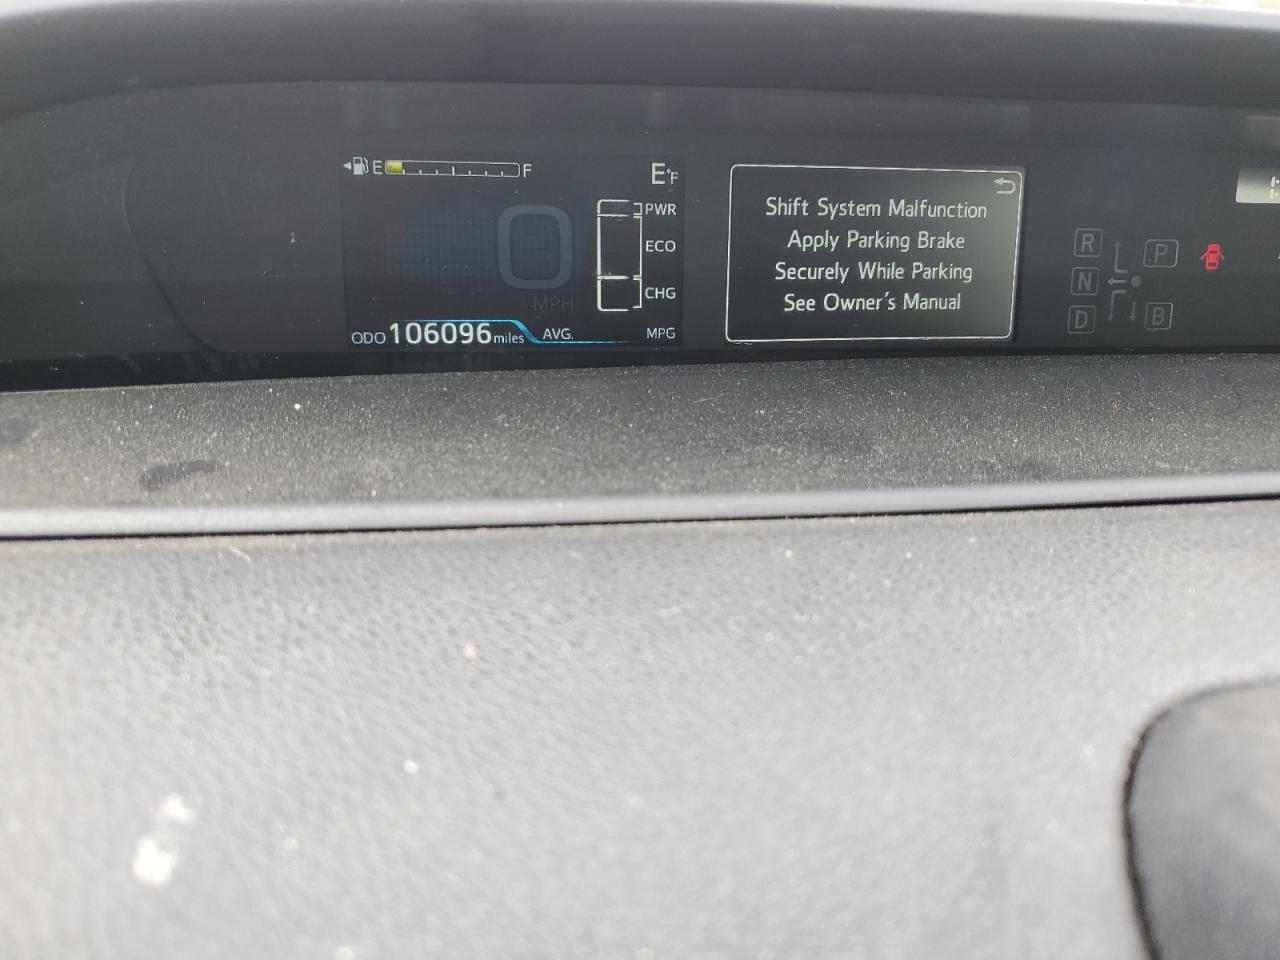 E F
E°F
PWR
ECO
CHG
0
MPH
ODO 106096 miles AVG. MPG
Shift System Malfunction
Apply Parking Brake
Securely While Parking
See Owner's Manual
R P
N
D B